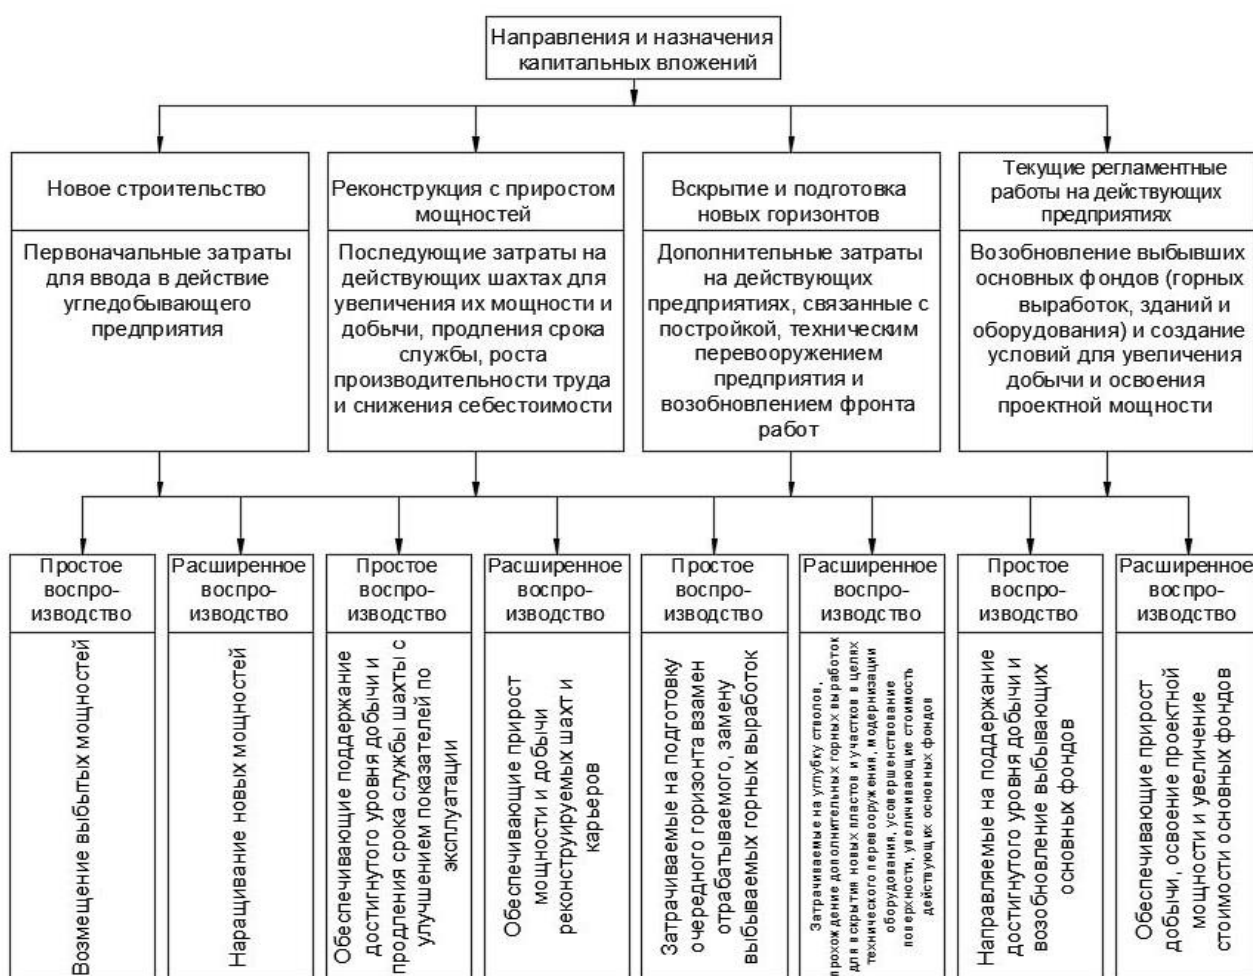 Направления и назначения
капитальных вложений
Новое строительство
Первоначальные затраты
для ввода в действие
угледобывающего
предприятия
Реконструкция с приростом
мощностей
Последующие затраты на
действующих шахтах для
увеличения их мощности и
добычи, продления срока
службы, роста
производительности труда
и снижения себестоимости
Вскрытие и подготовка
новых горизонтов
Дополнительные затраты
на действующих
предприятиях, связанные с
постройкой, техническим
перевооружением
предприятия и
возобновлением фронта
работ
Текущие регламентные
работы на действующих
предприятиях
Возобновление выбывших
основных фондов (горных
выработок, зданий и
оборудования) и создание
условий для увеличения
добычи и освоения
проектной мощности
Простое
воспро-
изводство
Возмещение выбытых мощностей
Расширенное
воспро-
изводство
Наращивание новых мощностей
Простое
воспро-
изводство
Обеспечивающие поддержание
достигнутого уровня добычи и
продления срока службы шахты с
улучшением показателей по
эксплуатации
Расширенное
воспро-
изводство
Обеспечивающие прирост
мощности и добычи
реконструируемых шахт и
карьеров
Простое
воспро-
изводство
Затрачиваемые на подготовку
очередного горизонта взамен
отрабатываемого, замену
выбываемых горных выработок
Расширенное
воспро-
изводство
Затрачиваемые на углубку стволов,
прохождение дополнительных горных выработок
для вскрытия новых пластов и участков в целях
технического перевооружения, модернизации
оборудования, усовершенствование
поверхности, увеличивающие стоимость
действующих основных фондов
Простое
воспро-
изводство
Направляемые на поддержание
достигнутого уровня добычи и
возобновление выбывающих
основных фондов
Расширенное
воспро-
изводство
Обеспечивающие прирост
добычи, освоение проектной
мощности и увеличение
стоимости основных фондов